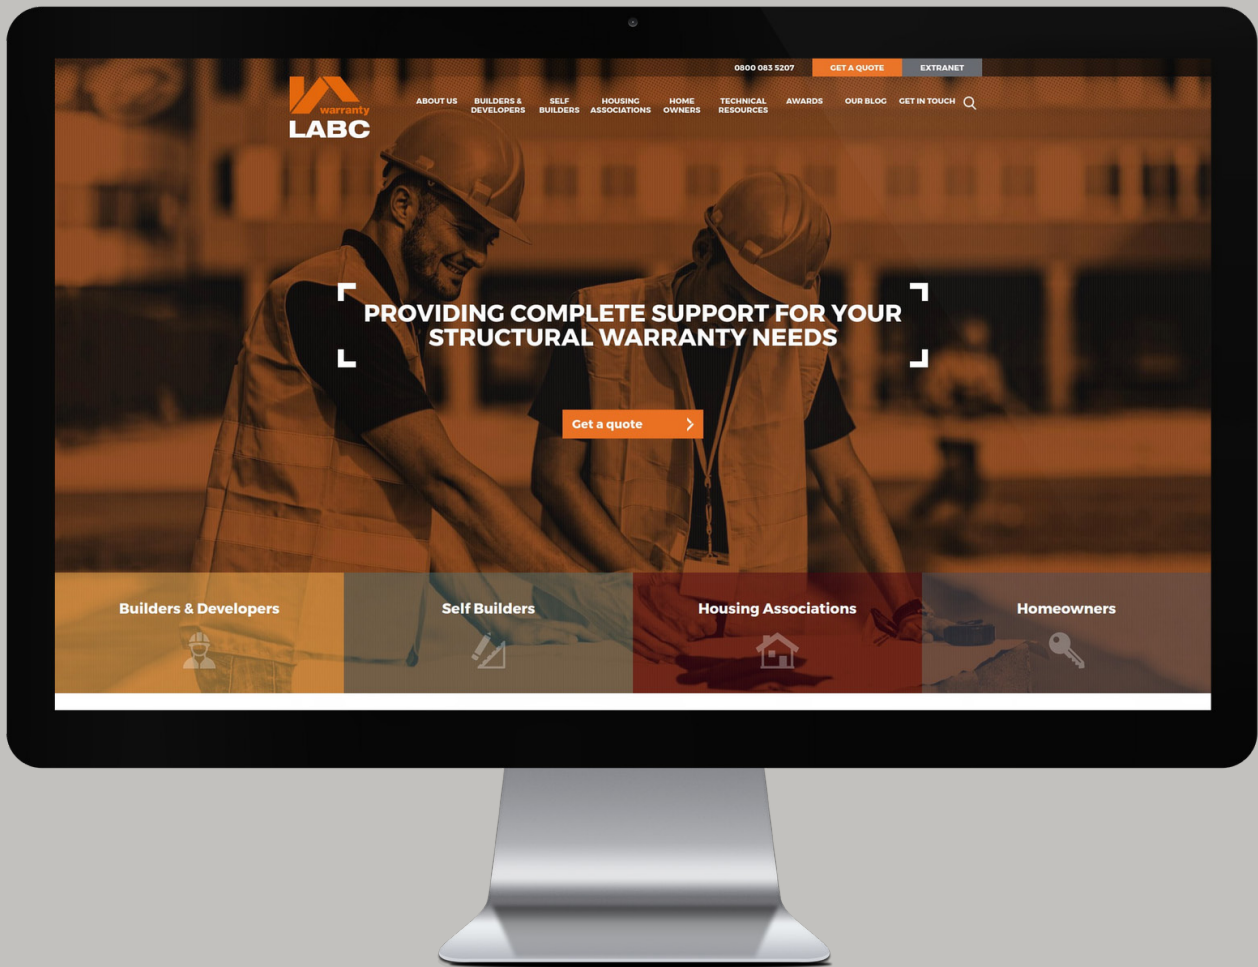 0800 083 5207
GET A QUOTE
EXTRANET
warranty
LABC
ABOUT US
BUILDERS &
DEVELOPERS
SELF
BUILDERS
HOUSING
ASSOCIATIONS
HOME
OWNERS
TECHNICAL
RESOURCES
AWARDS
OUR BLOG
GET IN TOUCH
PROVIDING COMPLETE SUPPORT FOR YOUR
STRUCTURAL WARRANTY NEEDS
Get a quote
Builders & Developers
Self Builders
Housing Associations
Homeowners